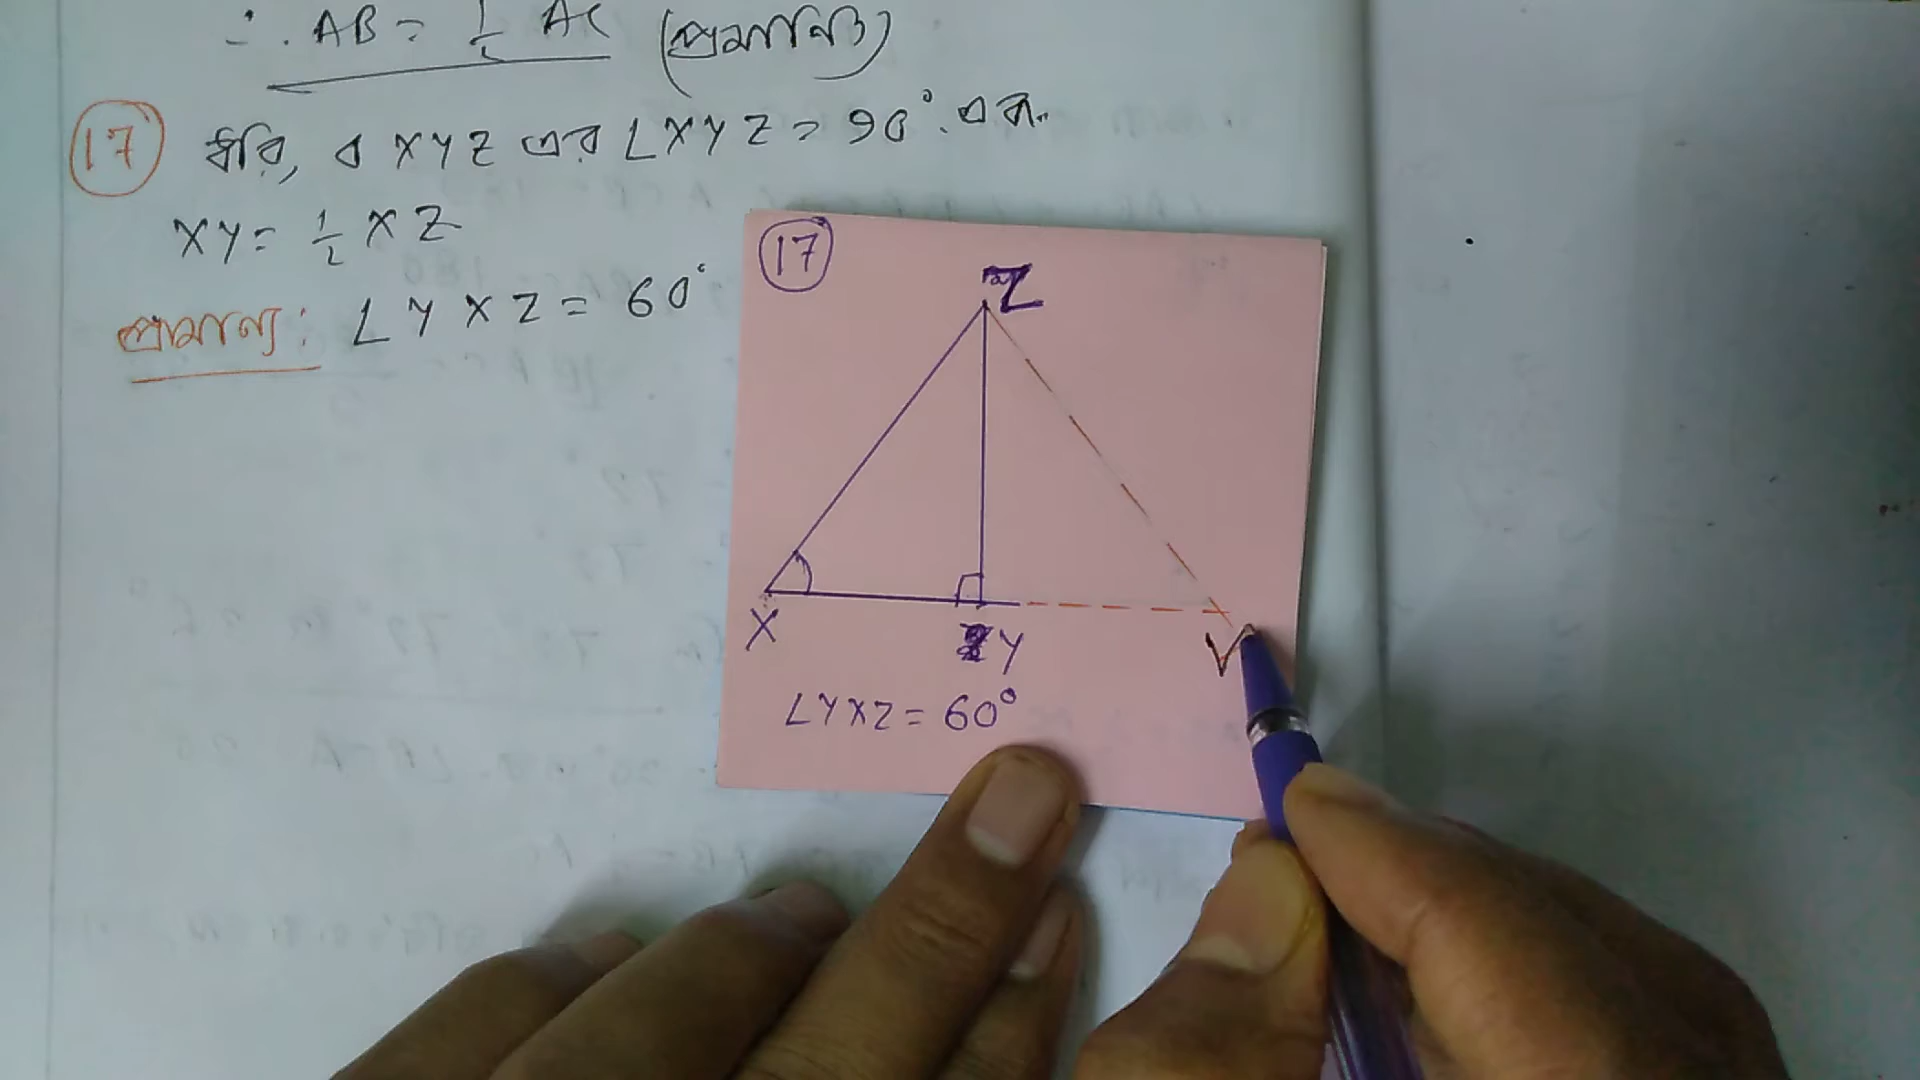 ∴ AB = ½ AC (প্রমাণিত)
17 ধরি, Δ XYZ এর ∠XYZ = 90° এবং
XY = ½ XZ
প্রামাণ্য: ∠YXZ = 60°
17
Z
X
Y
V
∠YXZ = 60°